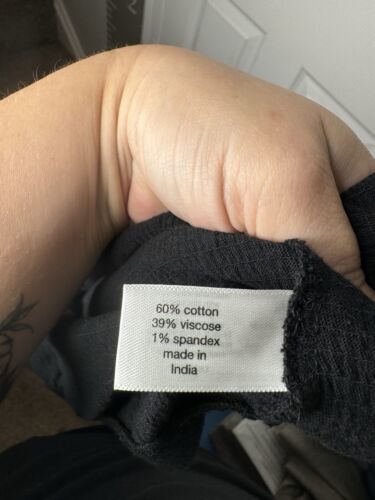 60% cotton
39% viscose
1% spandex
made in
India